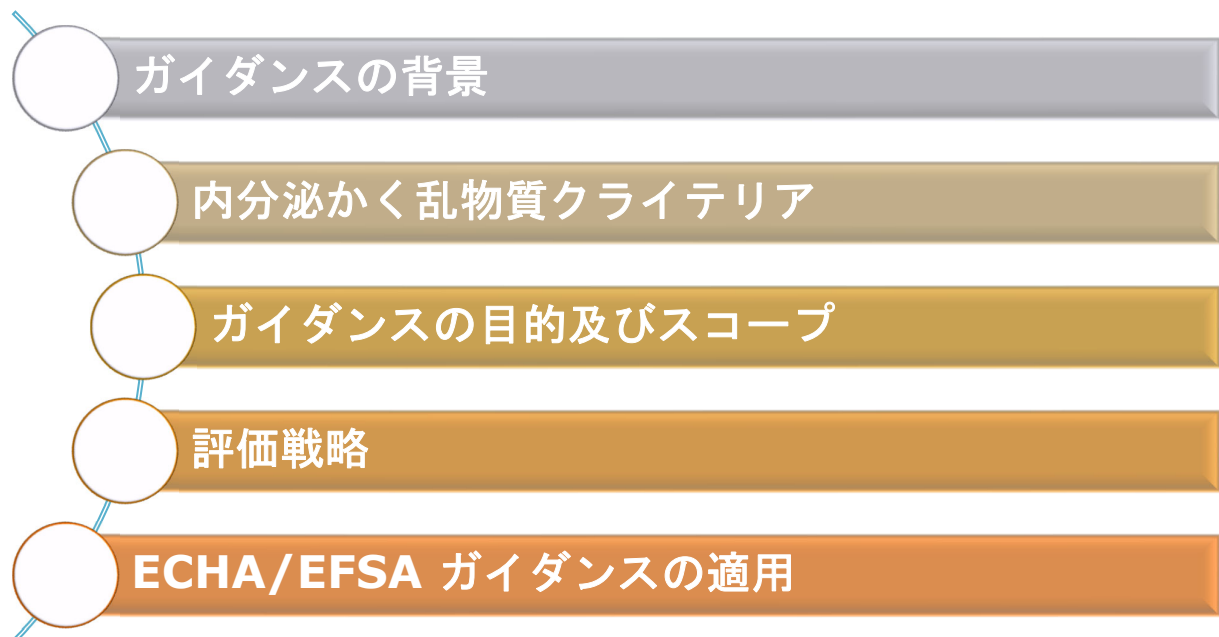 ガイダンスの背景
内分泌かく乱物質クライテリア
ガイダンスの目的及びスコープ
評価戦略
ECHA/EFSA ガイダンスの適用